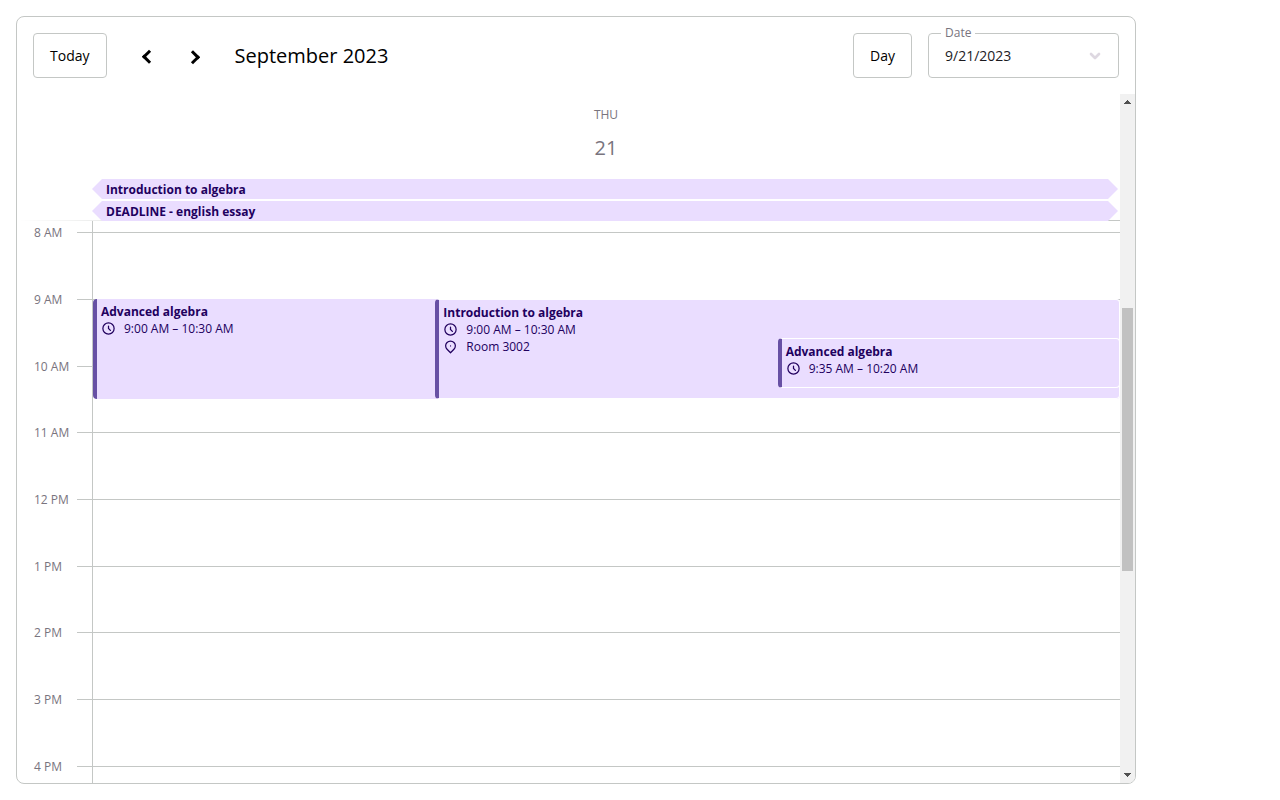 Today
September 2023
Day
Date
9/21/2023
THU
21
Introduction to algebra
DEADLINE - english essay
8 AM
9 AM
Advanced algebra
9:00 AM – 10:30 AM
Introduction to algebra
9:00 AM – 10:30 AM
Room 3002
Advanced algebra
9:35 AM – 10:20 AM
10 AM
11 AM
12 PM
1 PM
2 PM
3 PM
4 PM